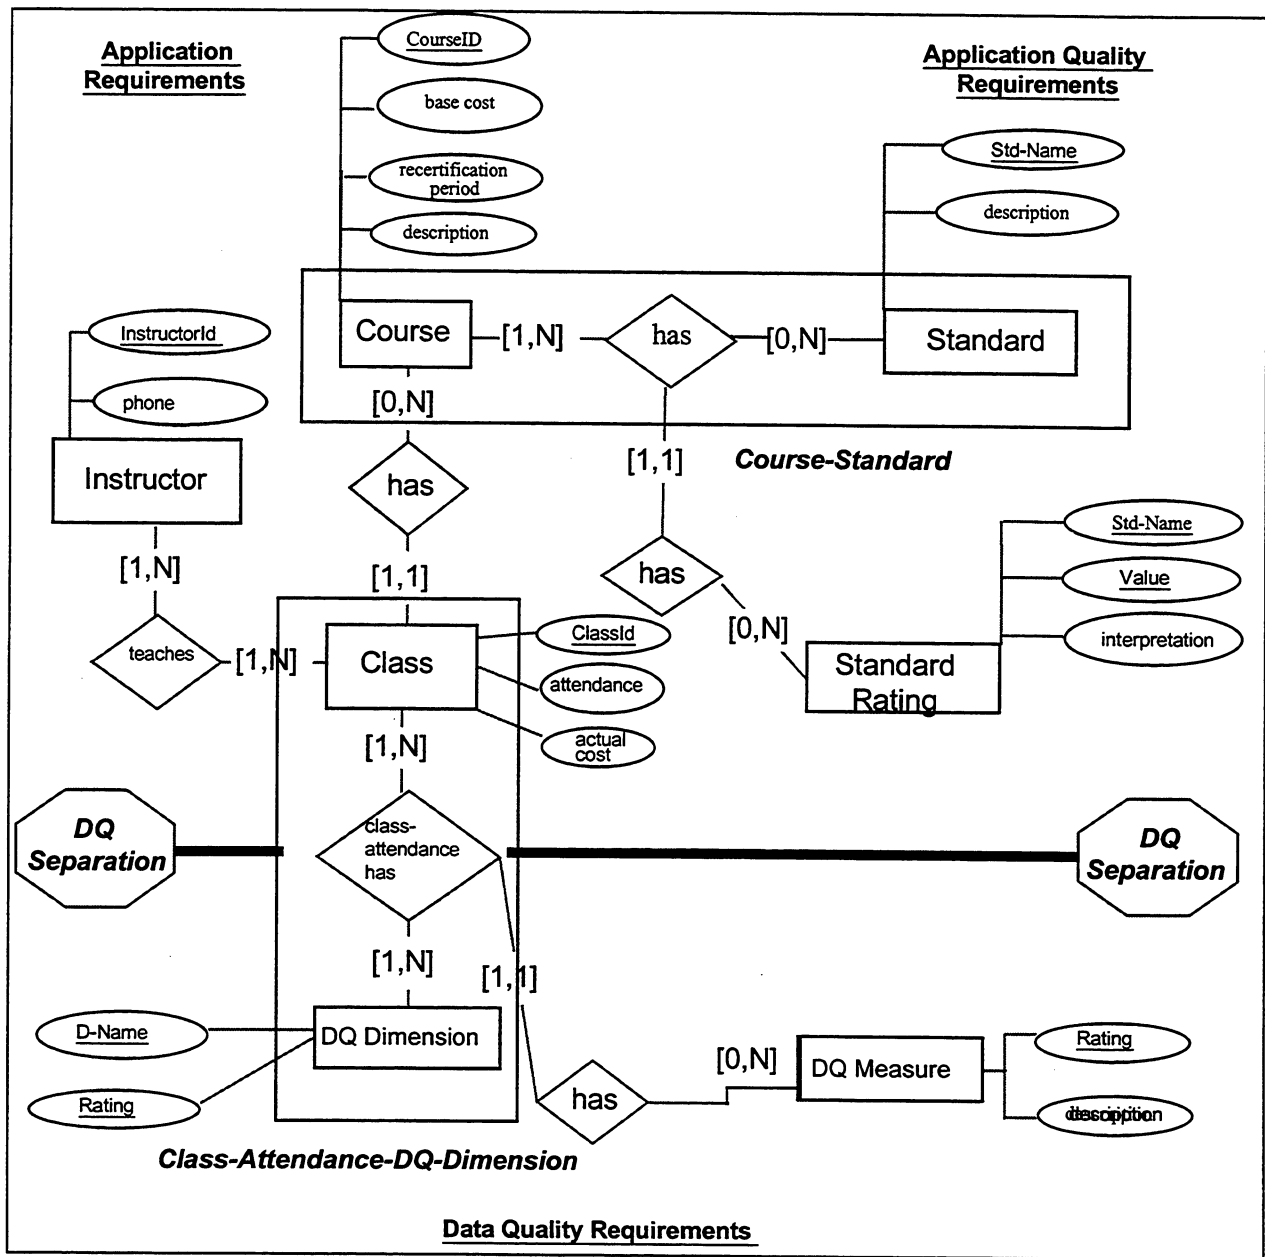 Application
Requirements
CourseID
base cost
recertification
period
description
Application Quality
Requirements
Std-Name
description
InstructorId
phone
Instructor
Course
[1,N]
has
[0,N]
Standard
[0,N]
has
[1,1]
Course-Standard
[1,N]
[1,1]
has
Std-Name
Value
interpretation
teaches
[1,N]
Class
ClassId
attendance
actual
cost
[0,N]
Standard
Rating
[1,N]
DQ
Separation
class-
attendance
has
DQ
Separation
[1,N]
[1,1]
D-Name
Rating
DQ Dimension
has
[0,N]
DQ Measure
Rating
description
Class-Attendance-DQ-Dimension
Data Quality Requirements